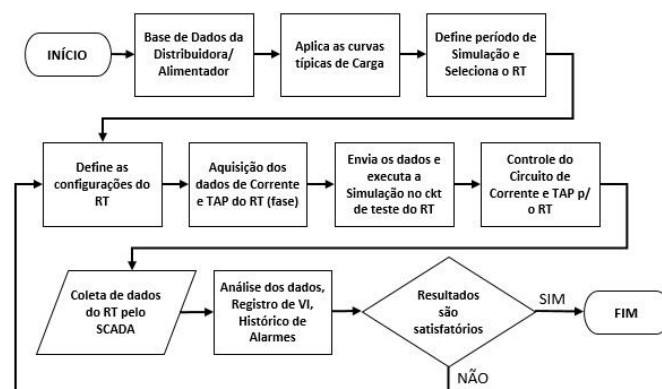 INÍCIO
Base de Dados da
Distribuidora/
Alimentador
Aplica as curvas
típicas de Carga
Define período de
Simulação e
Seleciona o RT
Define as
configurações do
RT
Aquisição dos
dados de Corrente
e TAP do RT (fase)
Envia os dados e
executa a
Simulação no ckt
de teste do RT
Controle do
Circuito de
Corrente e TAP p/
o RT
Coleta de dados
do RT pelo
SCADA
Análise dos dados,
Registro de VI,
Histórico de
Alarmes
Resultados
são
satisfatórios
SIM
FIM
NÃO